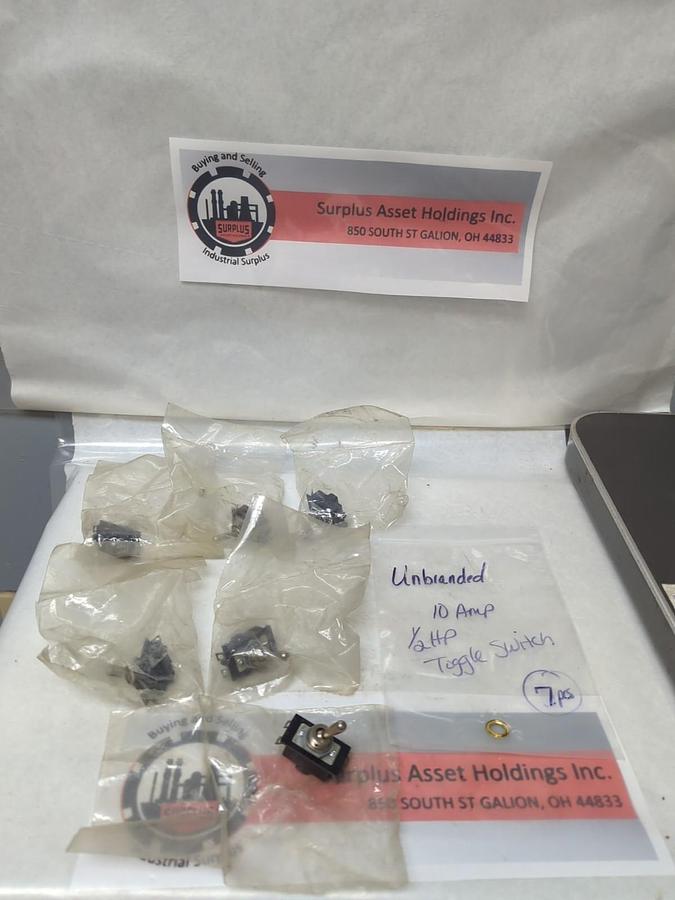 Buying and Selling
SURPLUS
Industrial Surplus
Surplus Asset Holdings Inc.
850 SOUTH ST GALION, OH 44833
Unbranded
10 Amp
1/2 HP
Toggle Switch
7 pcs
Buying and Selling
Surplus Asset Holdings Inc.
850 SOUTH ST GALION, OH 44833
Industrial Surplus